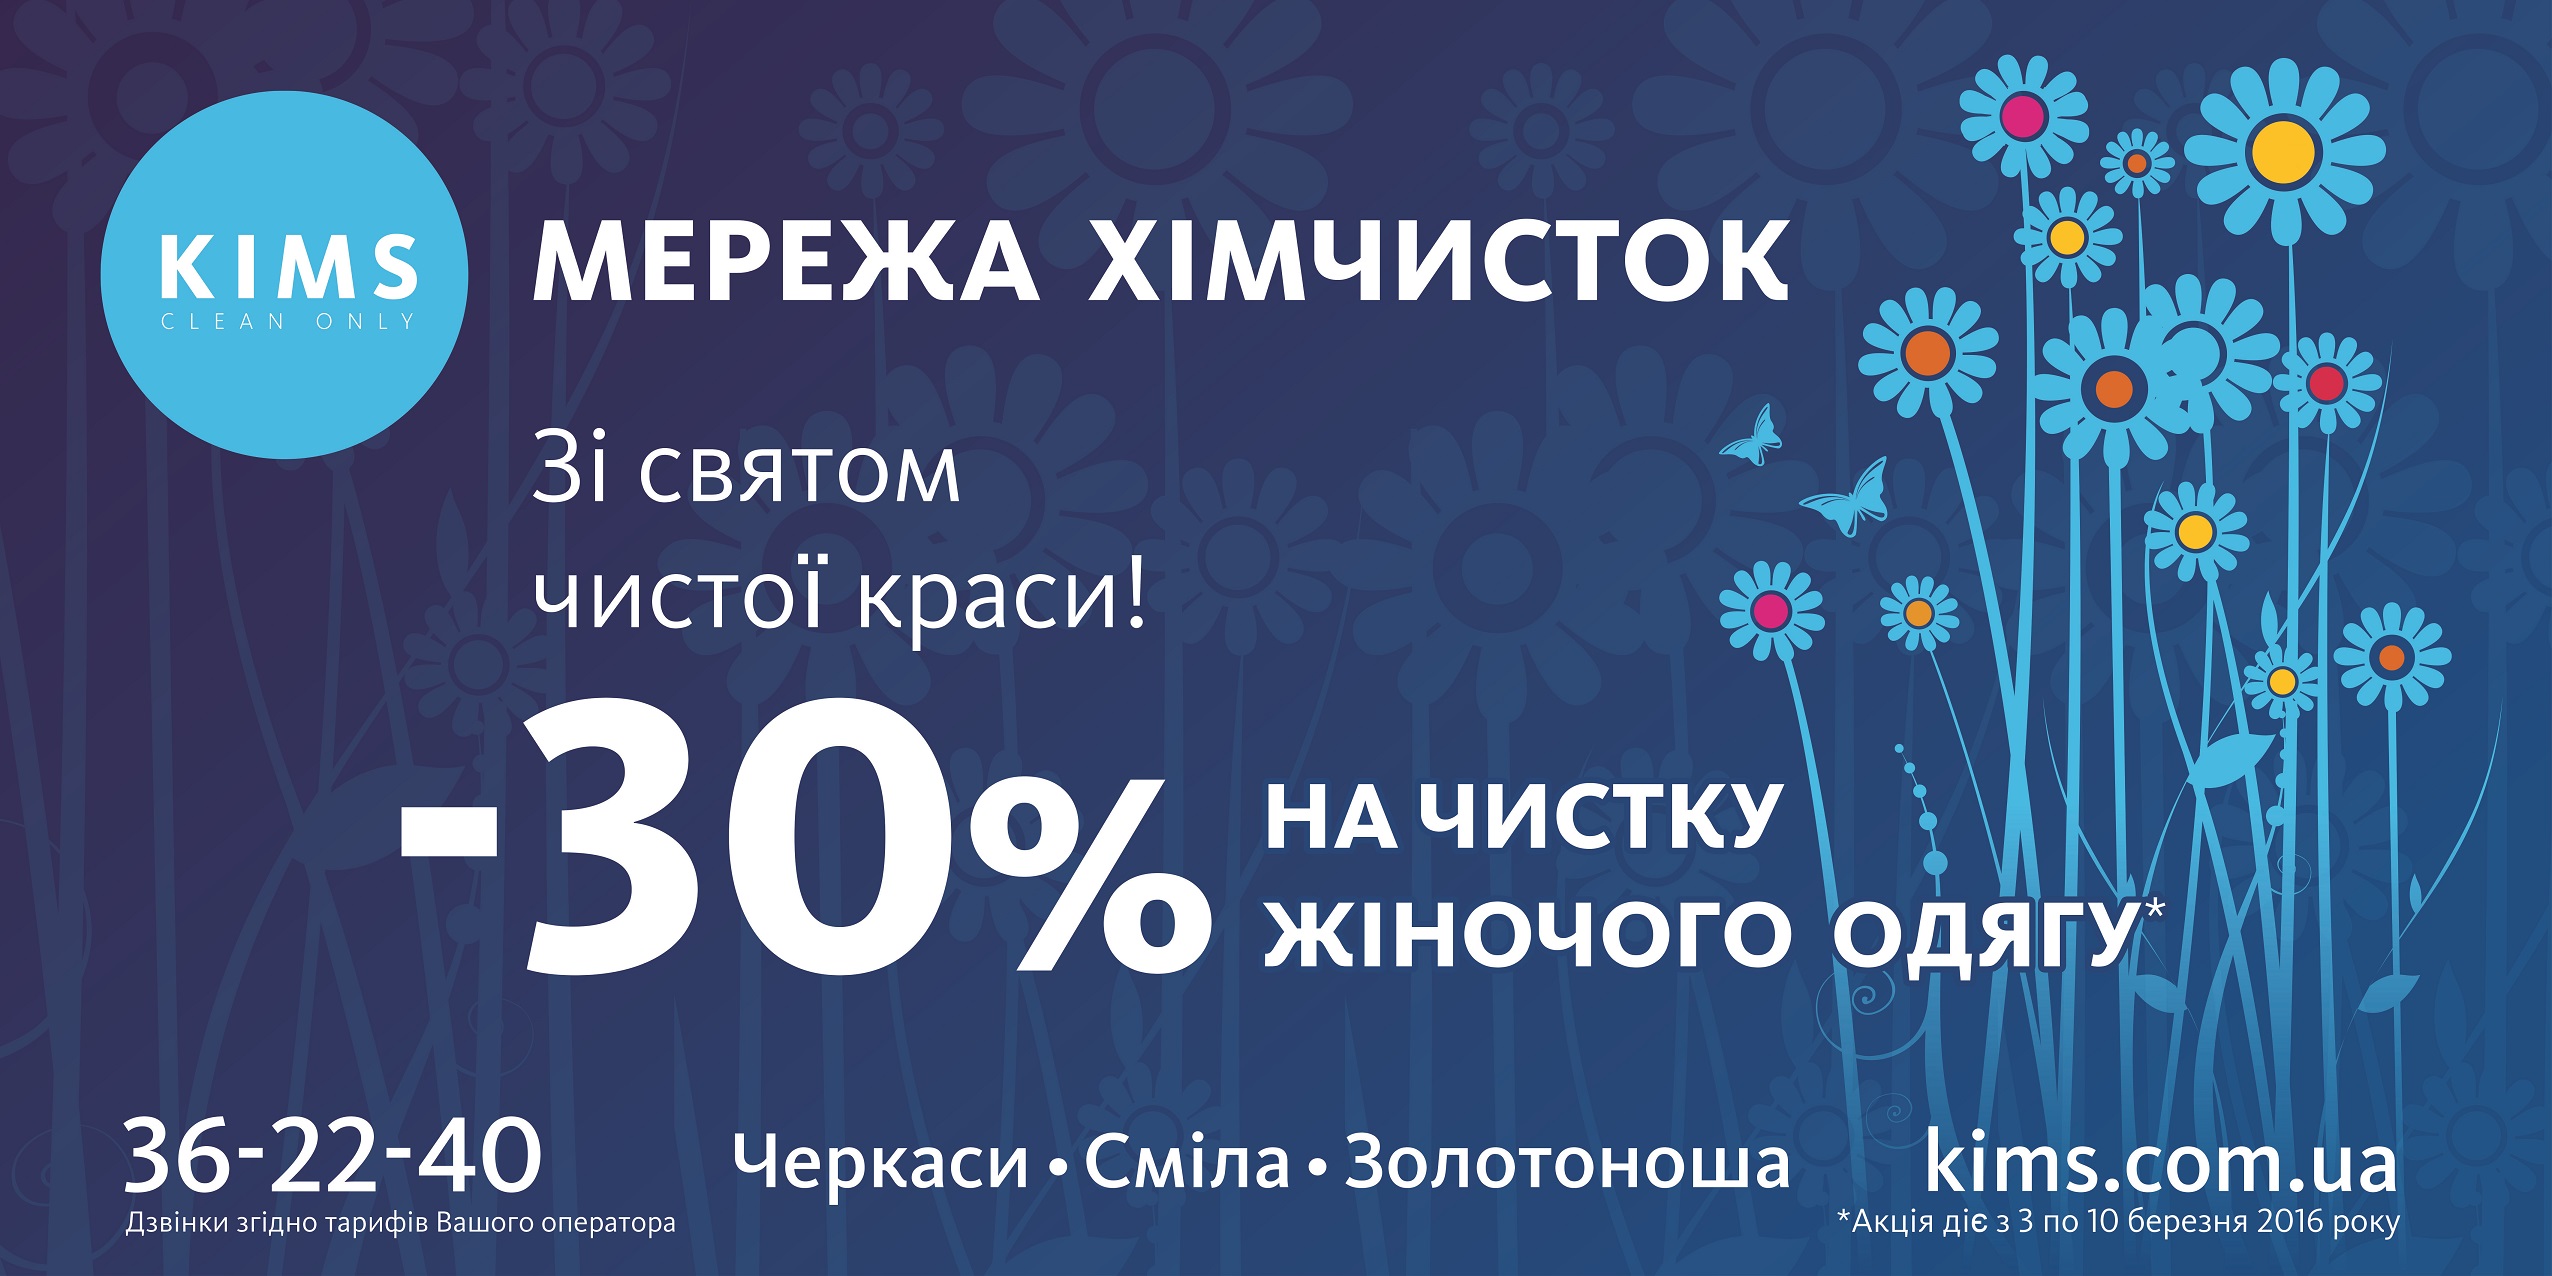 KIMS
CLEAN ONLY
МЕРЕЖА ХІМЧИСТОК
Зі святом
чистої краси!
-30% НА ЧИСТКУ
ЖІНОЧОГО ОДЯГУ*
36-22-40
Дзвінки згідно тарифів Вашого оператора
Черкаси • Сміла • Золотоноша
kims.com.ua
*Акція діє з 3 по 10 березня 2016 року